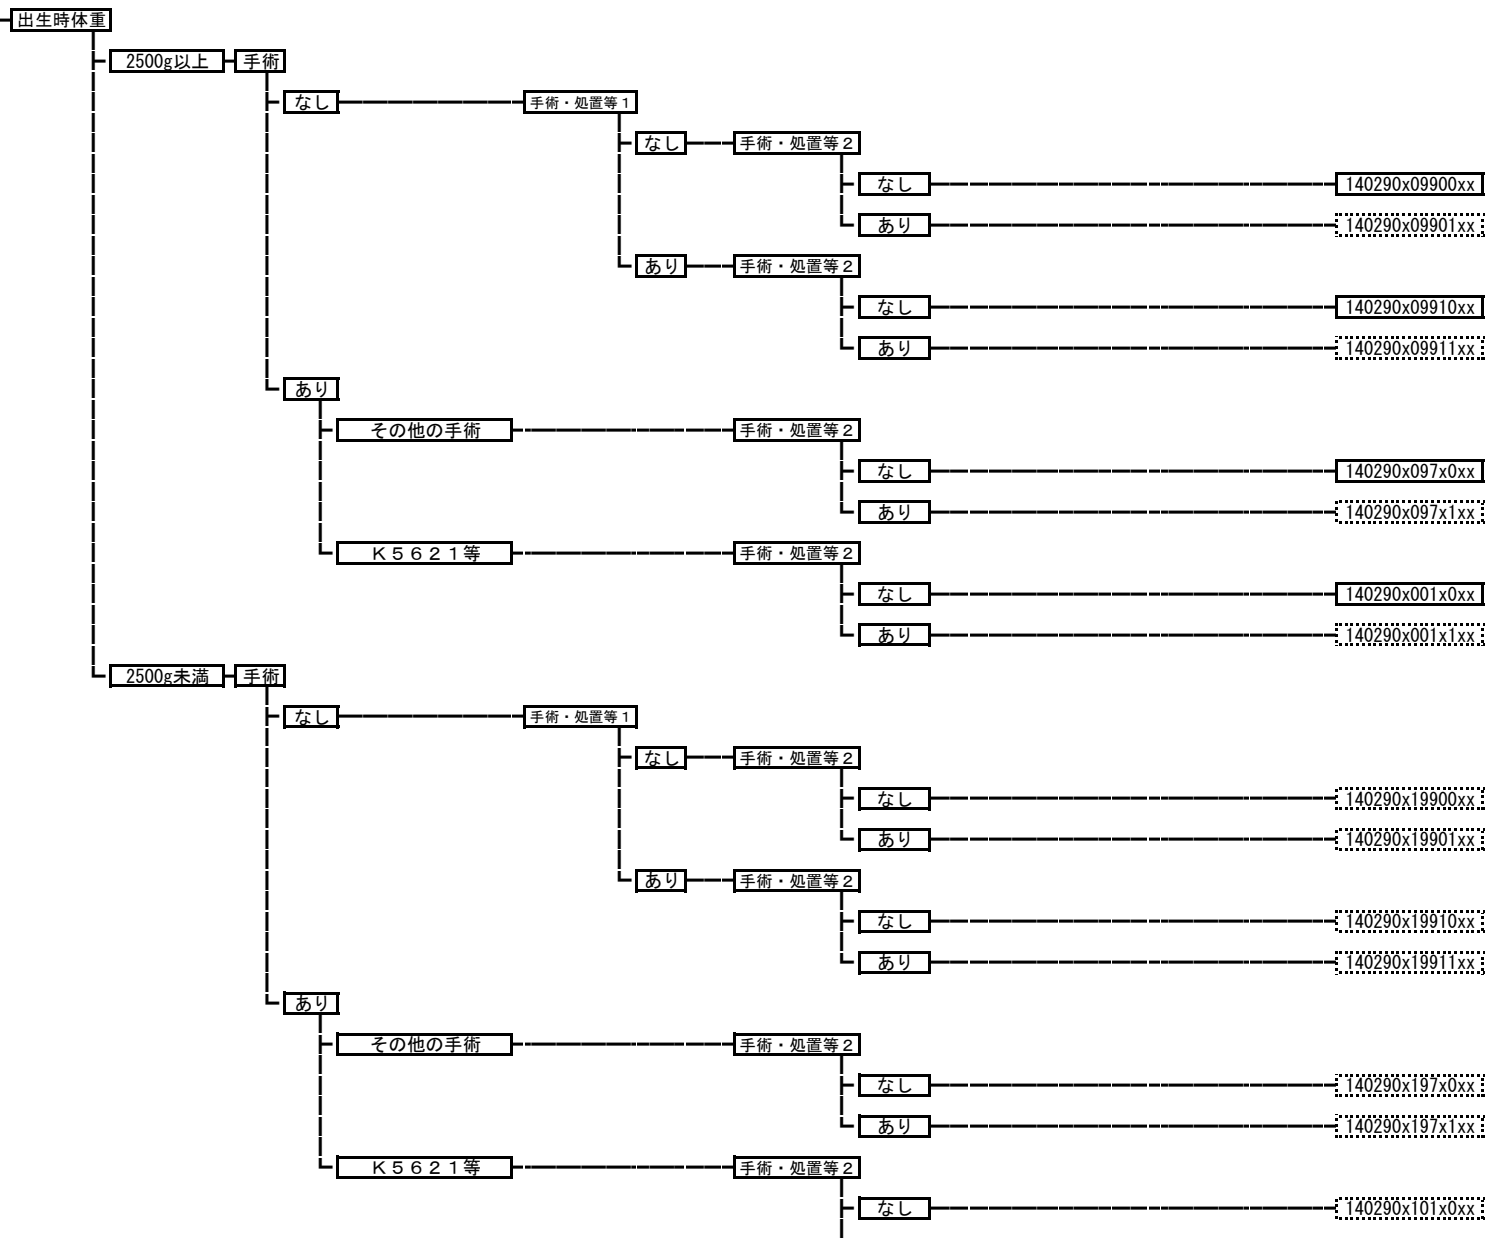 出生時体重
2500g以上 手術
なし 手術・処置等１
なし 手術・処置等２
なし 140290x09900xx
あり 140290x09901xx
あり 手術・処置等２
なし 140290x09910xx
あり 140290x09911xx
あり
その他の手術 手術・処置等２
なし 140290x097x0xx
あり 140290x097x1xx
Ｋ５６２１等 手術・処置等２
なし 140290x001x0xx
あり 140290x001x1xx
2500g未満 手術
なし 手術・処置等１
なし 手術・処置等２
なし 140290x19900xx
あり 140290x19901xx
あり 手術・処置等２
なし 140290x19910xx
あり 140290x19911xx
あり
その他の手術 手術・処置等２
なし 140290x197x0xx
あり 140290x197x1xx
Ｋ５６２１等 手術・処置等２
なし 140290x101x0xx